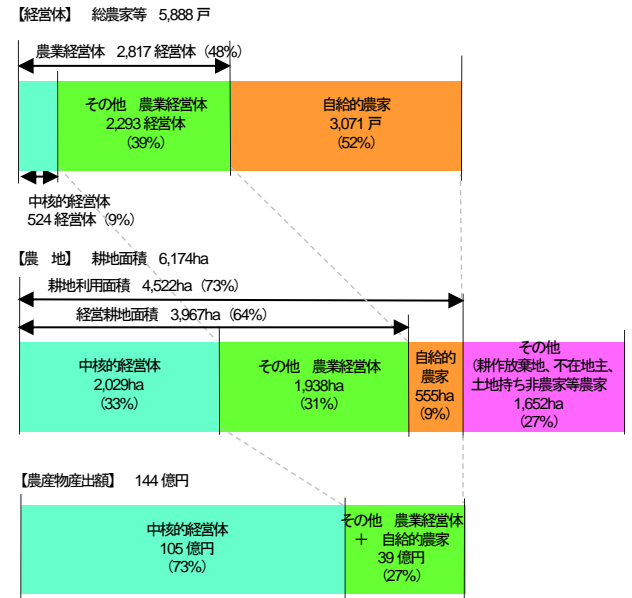 【経営体】 総農家等 5,888 戸
農業経営体 2,817 経営体（48%）
その他 農業経営体
2,293 経営体
（39%）
自給的農家
3,071 戸
（52%）
中核的経営体
524 経営体（9%）
【農 地】 耕地面積 6,174ha
耕地利用面積 4,522ha（73%）
経営耕地面積 3,967ha（64%）
中核的経営体
2,029ha
（33%）
その他 農業経営体
1,938ha
（31%）
自給的
農家
555ha
（9%）
その他
（耕作放棄地、不在地主、
土地持ち非農家等農家
1,652ha
（27%）
【農産物産出額】 144 億円
中核的経営体
105 億円
（73%）
その他 農業経営体
＋ 自給的農家
39 億円
（27%）